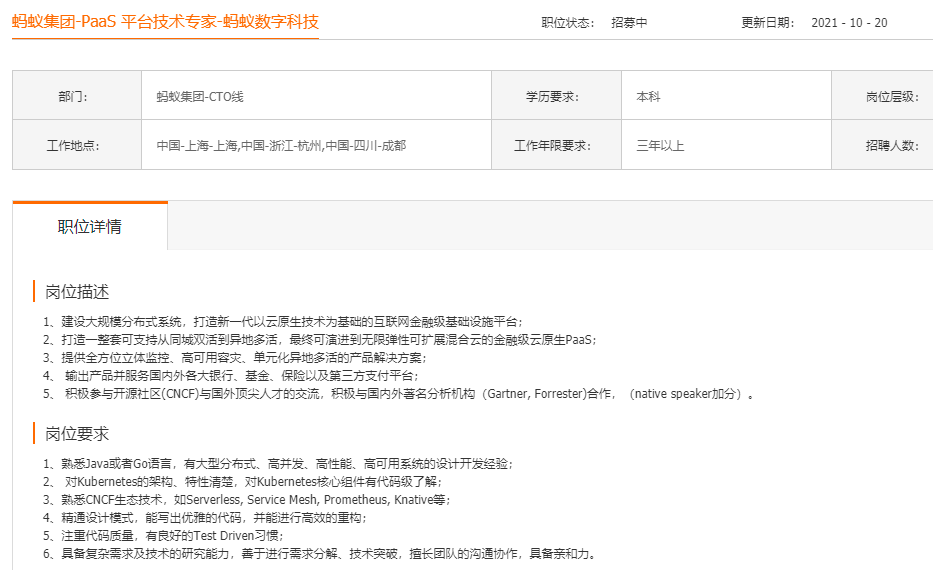 蚂蚁集团-PaaS 平台技术专家-蚂蚁数字科技
职位状态： 招募中
更新日期： 2021 - 10 - 20
部门： 蚂蚁集团-CTO线 学历要求： 本科 岗位层级：
工作地点： 中国-上海-上海,中国-浙江-杭州,中国-四川-成都 工作年限要求： 三年以上 招聘人数：
职位详情
岗位描述
1、建设大规模分布式系统，打造新一代以云原生技术为基础的互联网金融级基础设施平台；
2、打造一整套可支持从同城双活到异地多活，最终可演进到无限弹性可扩展混合云的金融级云原生PaaS；
3、提供全方位立体监控、高可用容灾、单元化异地多活的产品解决方案；
4、 输出产品并服务国内外各大银行、基金、保险以及第三方支付平台；
5、 积极参与开源社区(CNCF)与国外顶尖人才的交流，积极与国内外著名分析机构（Gartner, Forrester)合作， （native speaker加分）。
岗位要求
1、熟悉Java或者Go语言，有大型分布式、高并发、高性能、高可用系统的设计开发经验；
2、 对Kubernetes的架构、特性清楚，对Kubernetes核心组件有代码级了解；
3、熟悉CNCF生态技术，如Serverless, Service Mesh, Prometheus, Knative等；
4、精通设计模式，能写出优雅的代码，并能进行高效的重构；
5、注重代码质量，有良好的Test Driven习惯；
6、具备复杂需求及技术的研究能力，善于进行需求分解、技术突破，擅长团队的沟通协作，具备亲和力。